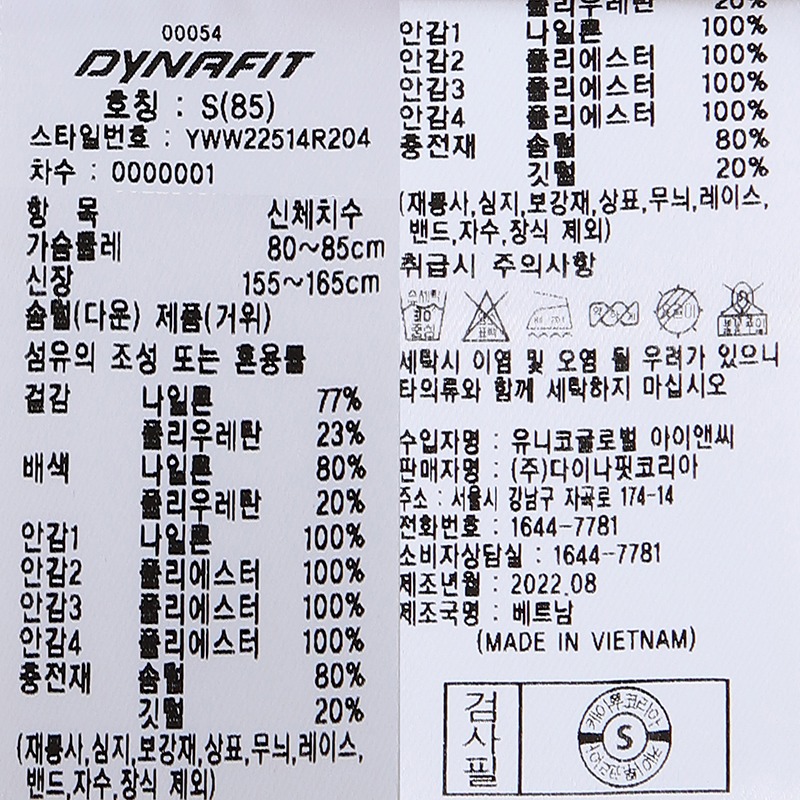 00054
DYNAFIT
호칭 : S(85)
스타일번호 : YWW22514R204
차수 : 0000001
항 목 신체치수
가슴둘레 80~85cm
신장 155~165cm
솜털(다운) 제품(거위)
섬유의 조성 또는 혼용률
겉감 나일론 77%
폴리우레탄 23%
배색 나일론 80%
폴리우레탄 20%
안감1 나일론 100%
안감2 폴리에스터 100%
안감3 폴리에스터 100%
안감4 폴리에스터 100%
충전재 솜털 80%
깃털 20%
(재봉사,심지,보강재,상표,무늬,레이스,
밴드,자수,장식 제외)
폴리우레탄 20%
안감1 나일론 100%
안감2 폴리에스터 100%
안감3 폴리에스터 100%
안감4 폴리에스터 100%
충전재 솜털 80%
깃털 20%
(재봉사,심지,보강재,상표,무늬,레이스,
밴드,자수,장식 제외)
취급시 주의사항
세탁시 이염 및 오염 될 우려가 있으니
타의류와 함께 세탁하지 마십시오
수입자명 : 유니코글로벌 아이앤씨
판매자명 : (주)다이나핏코리아
주소 : 서울시 강남구 자곡로 174-14
전화번호 : 1644-7781
소비자상담실 : 1644-7781
제조년월 : 2022.08
제조국명 : 베트남
(MADE IN VIETNAM)
검사필
S